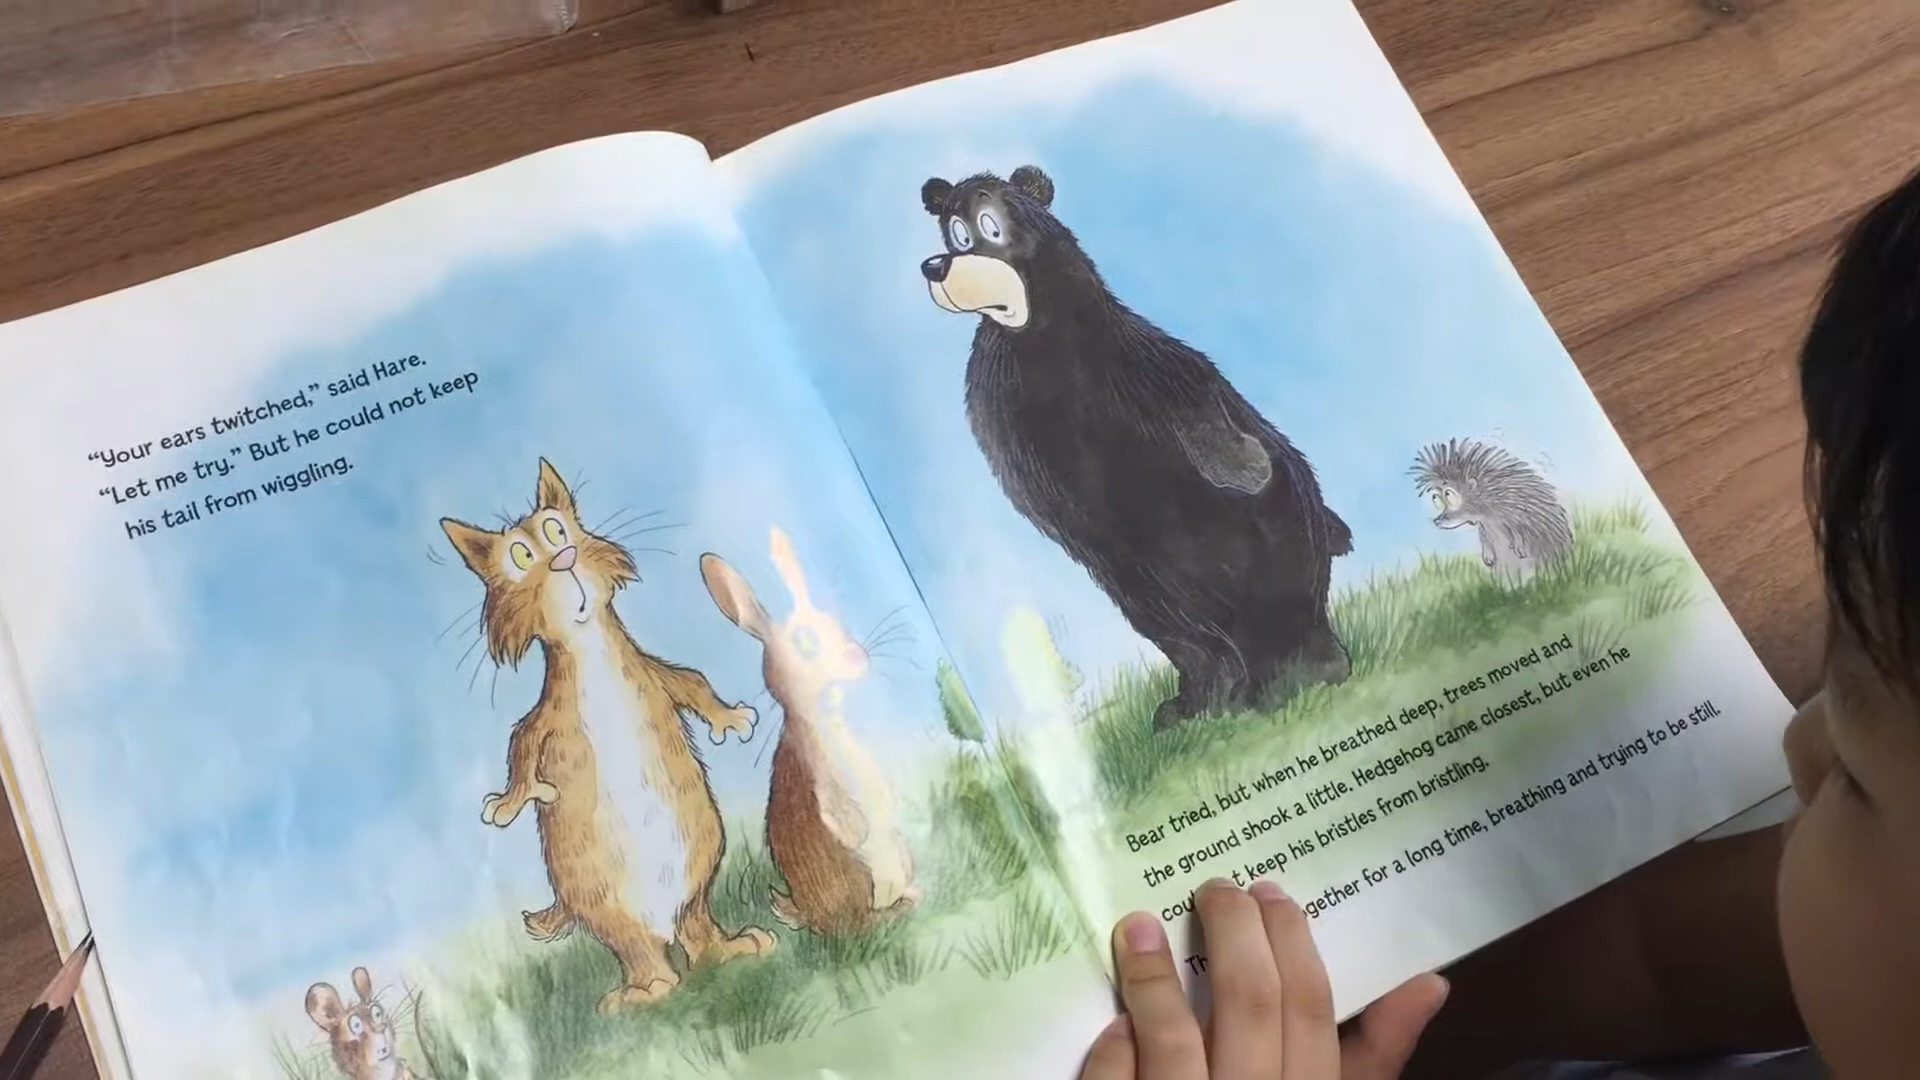 “Your ears twitched,” said Hare.
“Let me try.” But he could not keep
his tail from wiggling.
Bear tried, but when he breathed deep, trees moved and
the ground shook a little. Hedgehog came closest, but even he
keep his bristles from bristling.
for a long time, breathing and trying to be still.